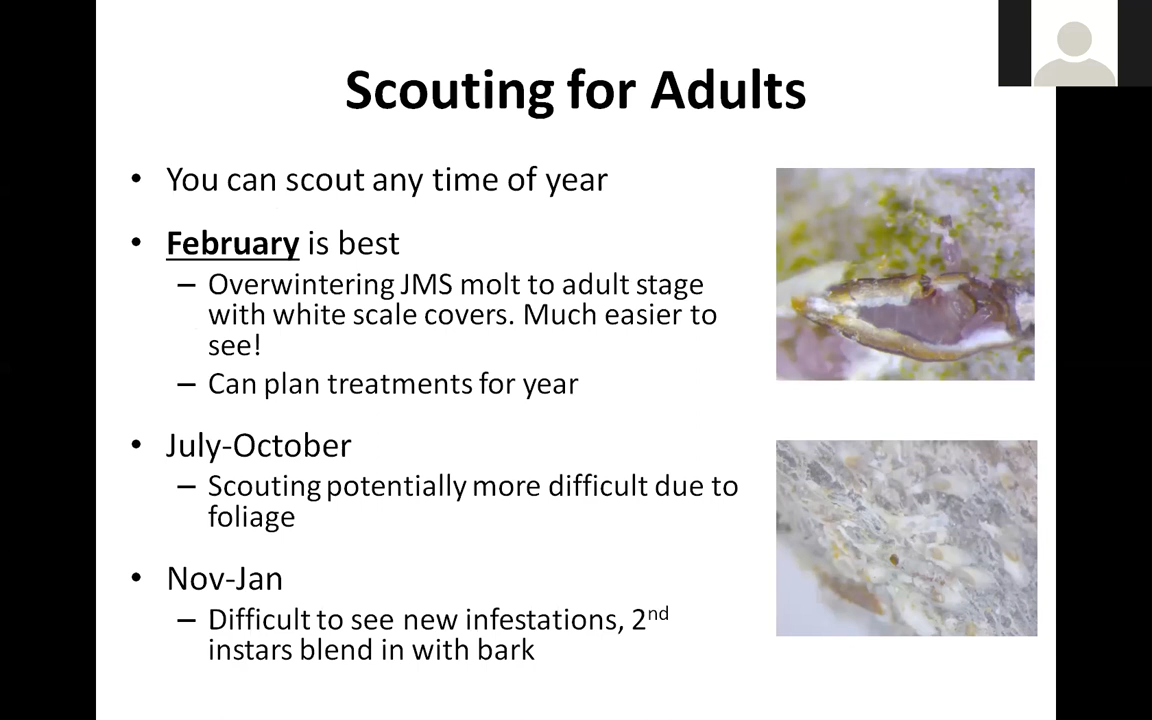 Scouting for Adults
• You can scout any time of year
• February is best
– Overwintering JMS molt to adult stage
with white scale covers. Much easier to
see!
– Can plan treatments for year
• July-October
– Scouting potentially more difficult due to
foliage
• Nov-Jan
– Difficult to see new infestations, 2nd
instars blend in with bark